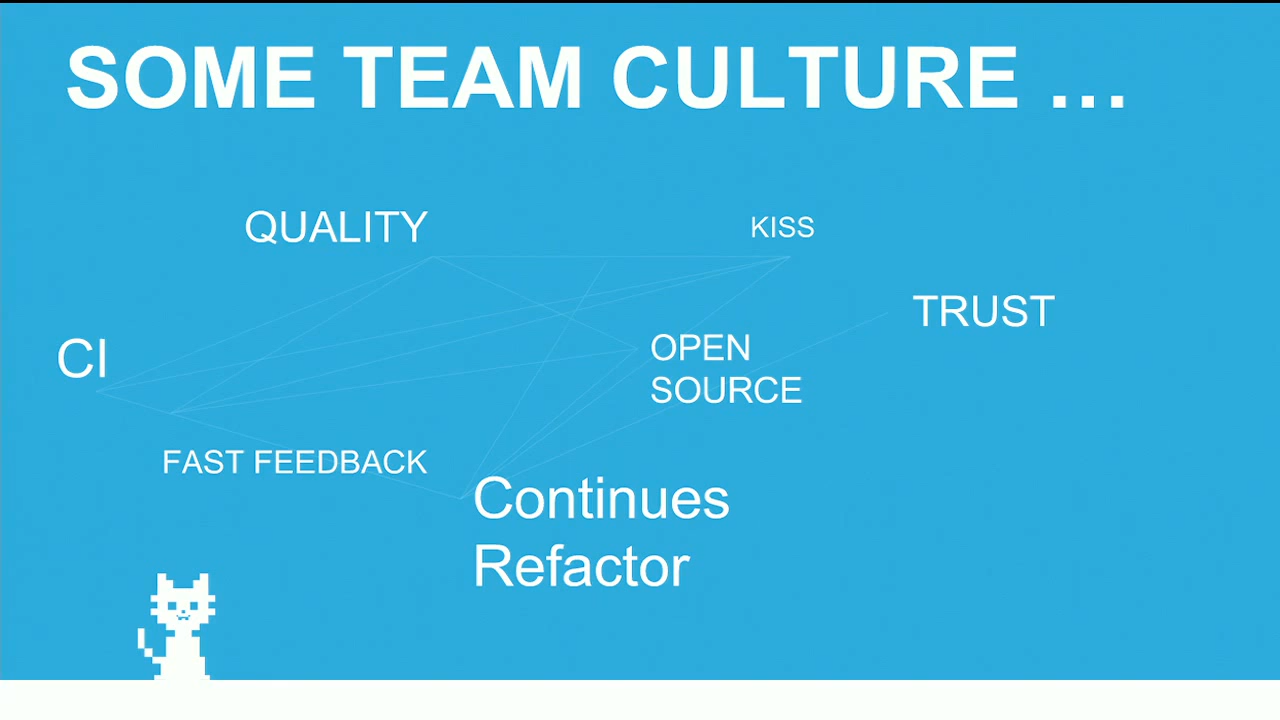 SOME TEAM CULTURE ...
QUALITY
KISS
TRUST
CI
OPEN
SOURCE
FAST FEEDBACK
Continues
Refactor